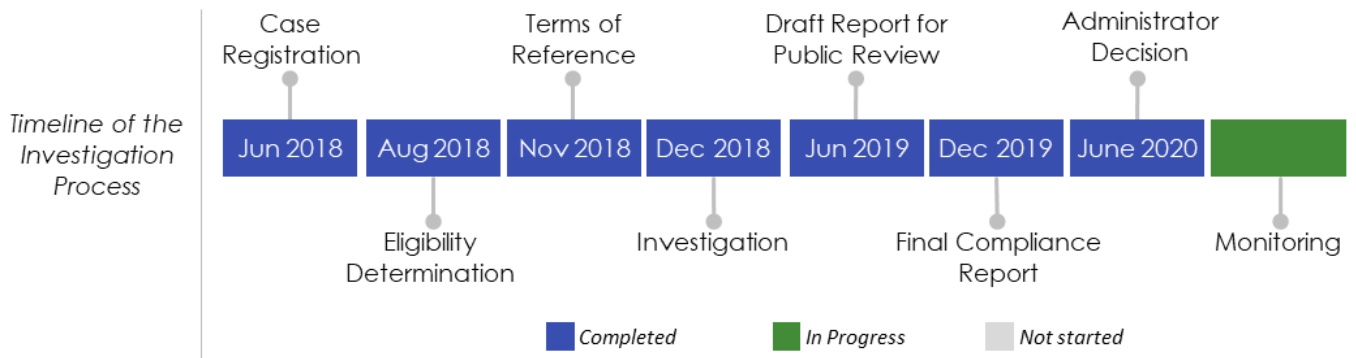 Case
Registration
Terms of
Reference
Draft Report for
Public Review
Administrator
Decision
Timeline of the
Investigation
Process
Jun 2018
Aug 2018
Nov 2018
Dec 2018
Jun 2019
Dec 2019
June 2020
Eligibility
Determination
Investigation
Final Compliance
Report
Monitoring
Completed
In Progress
Not started